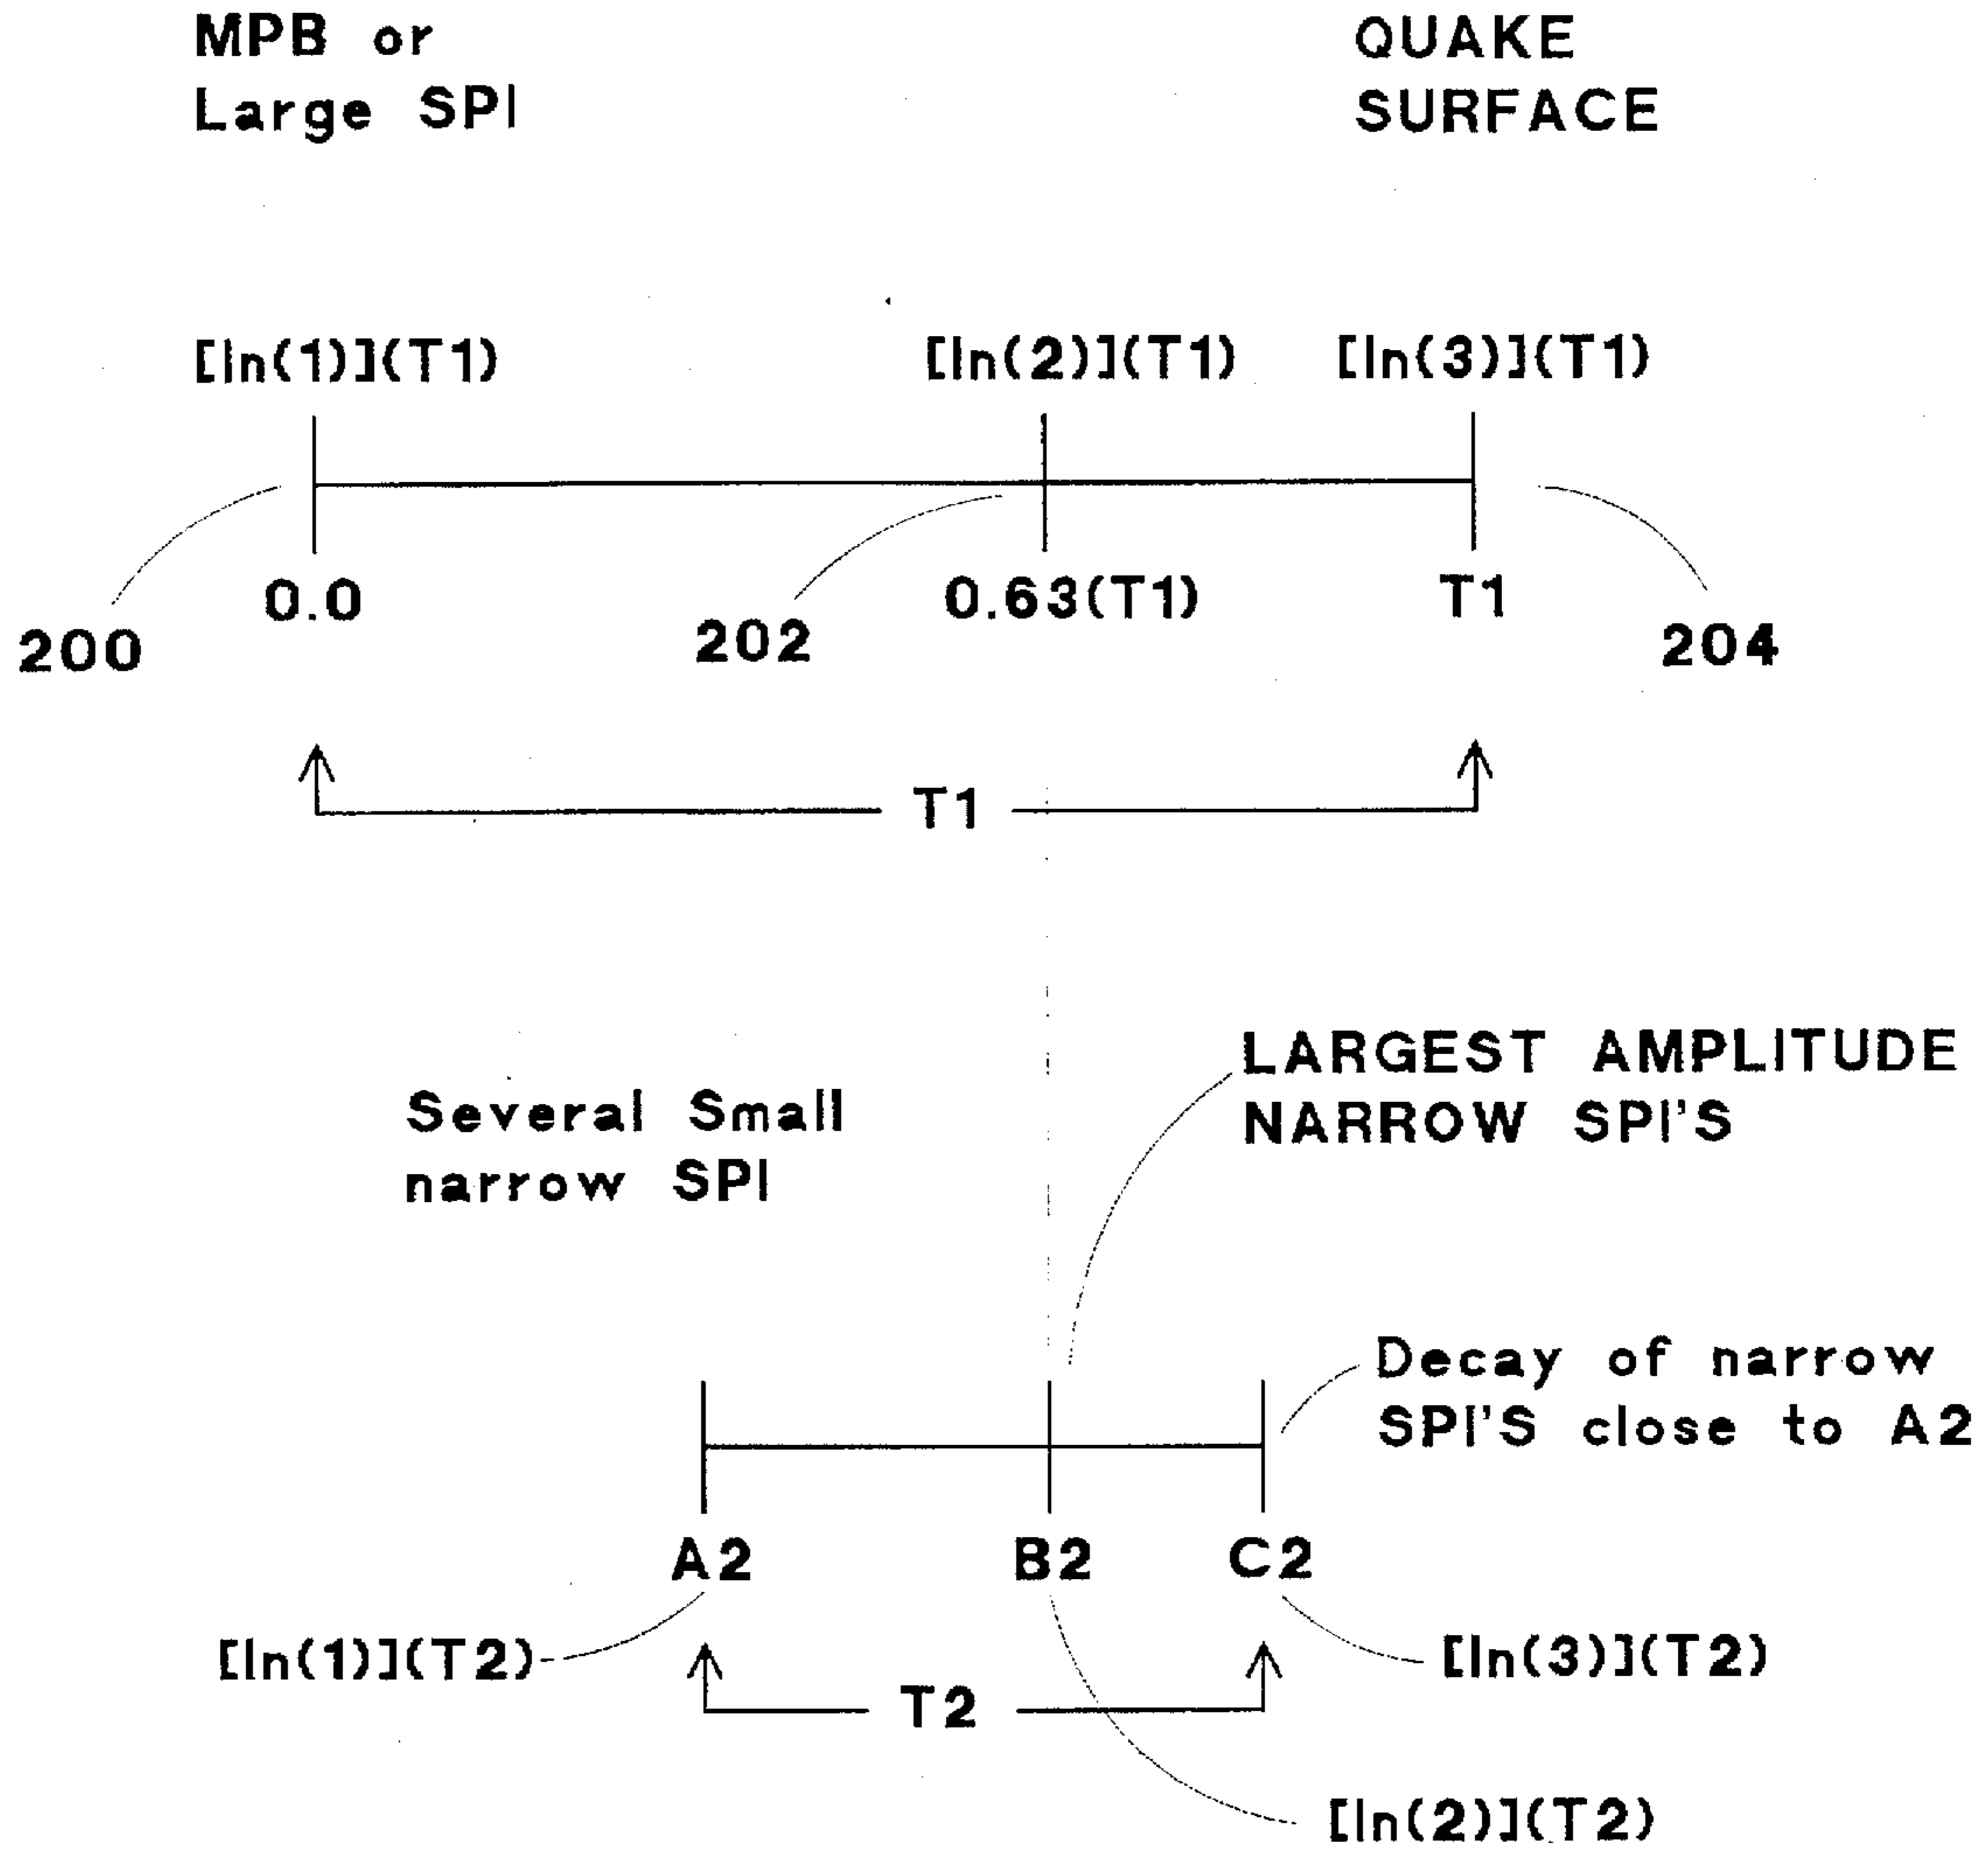 MPB or
Large SPI
QUAKE
SURFACE
[ln(1)](T1)
[ln(2)](T1)
[ln(3)](T1)
0.0
0.63(T1)
T1
200
202
204
T1
LARGEST AMPLITUDE
NARROW SPI'S
Several Small
narrow SPI
Decay of narrow
SPI'S close to A2
A2
B2
C2
[ln(1)](T2)
[ln(3)](T2)
T2
[ln(2)](T2)